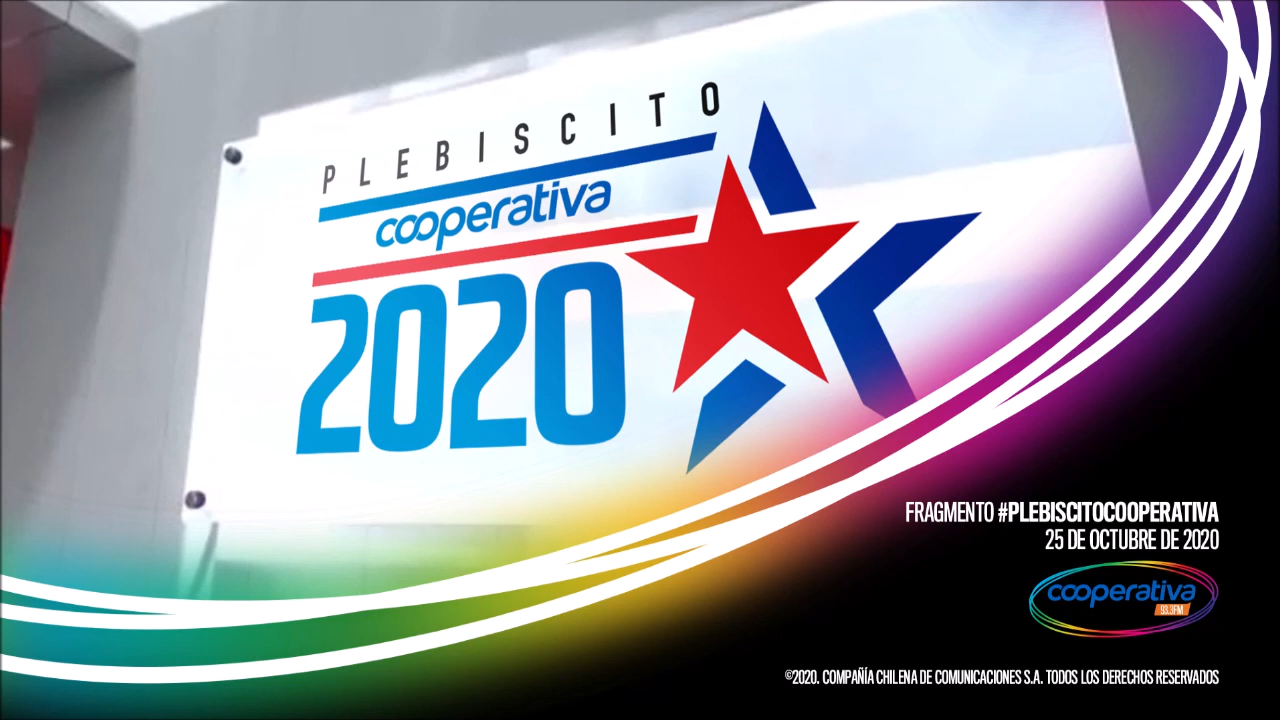 PLEBISCITO
cooperativa
2020
FRAGMENTO #PLEBISCITOCOOPERATIVA
25 DE OCTUBRE DE 2020
cooperativa
93.3FM
©2020. COMPAÑÍA CHILENA DE COMUNICACIONES S.A. TODOS LOS DERECHOS RESERVADOS